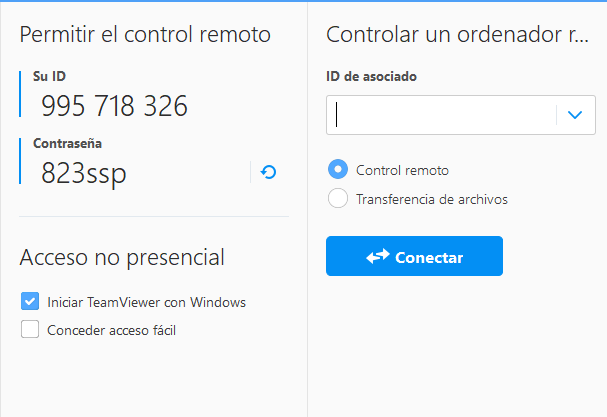 Permitir el control remoto
Su ID
995 718 326
Contraseña
823ssp
Acceso no presencial
Iniciar TeamViewer con Windows
Conceder acceso fácil
Controlar un ordenador r...
ID de asociado
Control remoto
Transferencia de archivos
Conectar